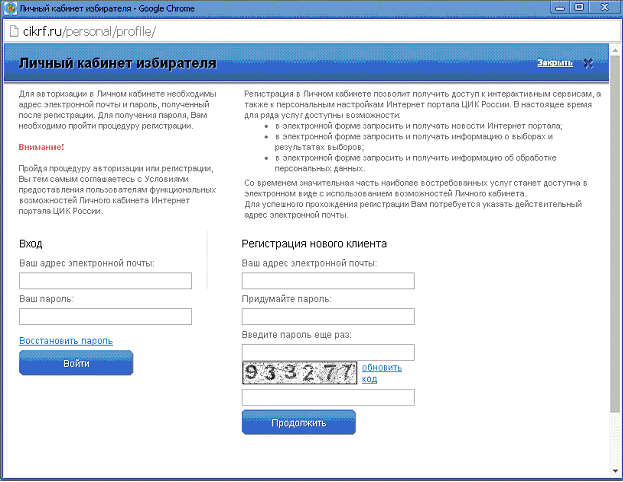 Личный кабинет избирателя - Google Chrome
cikrf.ru/personal/profile/
Личный кабинет избирателя
Закрыть
Для авторизации в Личном кабинете необходимы
адрес электронной почты и пароль, полученный
после регистрации. Для получения пароля, Вам
необходимо пройти процедуру регистрации.
Внимание!
Пройдя процедуру авторизации или регистрации,
Вы тем самым соглашаетесь с Условиями
предоставления пользователям функциональных
возможностей Личного кабинета Интернет
портала ЦИК России.
Регистрация в Личном кабинете позволит получить доступ к интерактивным сервисам, а
также к персональным настройкам Интернет портала ЦИК России. В настоящее время
для ряда услуг доступны возможности:
• в электронной форме запросить и получать новости Интернет портала;
• в электронной форме запросить и получать информацию о выборах и
результатах выборов;
• в электронной форме запросить и получить информацию об обработке
персональных данных.
Со временем значительная часть наиболее востребованных услуг станет доступна в
электронном виде с использованием возможностей Личного кабинета.
Для успешного прохождения регистрации Вам потребуется указать действительный
адрес электронной почты.
Вход
Ваш адрес электронной почты:
Ваш пароль:
Восстановить пароль
Войти
Регистрация нового клиента
Ваш адрес электронной почты:
Придумайте пароль:
Введите пароль еще раз:
933277
обновить
код
Продолжить